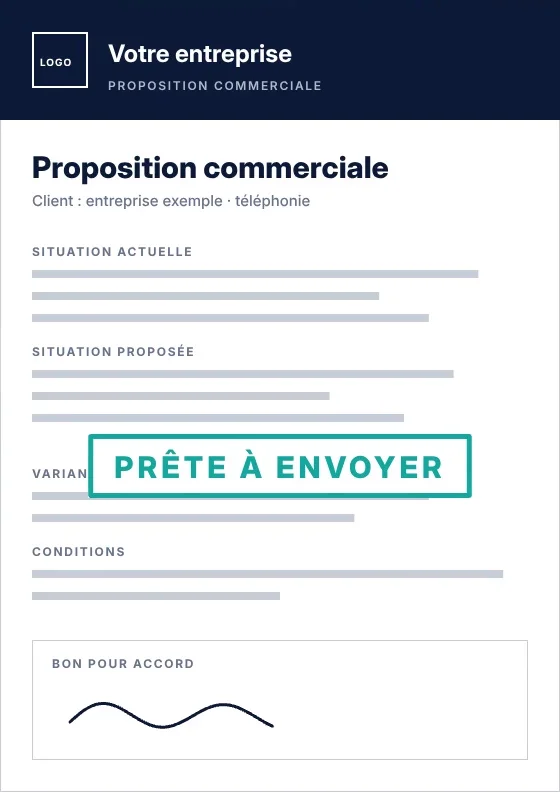 LOGO
Votre entreprise
PROPOSITION COMMERCIALE
Proposition commerciale
Client : entreprise exemple · téléphonie
SITUATION ACTUELLE
SITUATION PROPOSÉE
PRÊTE À ENVOYER
VARIAN
CONDITIONS
BON POUR ACCORD